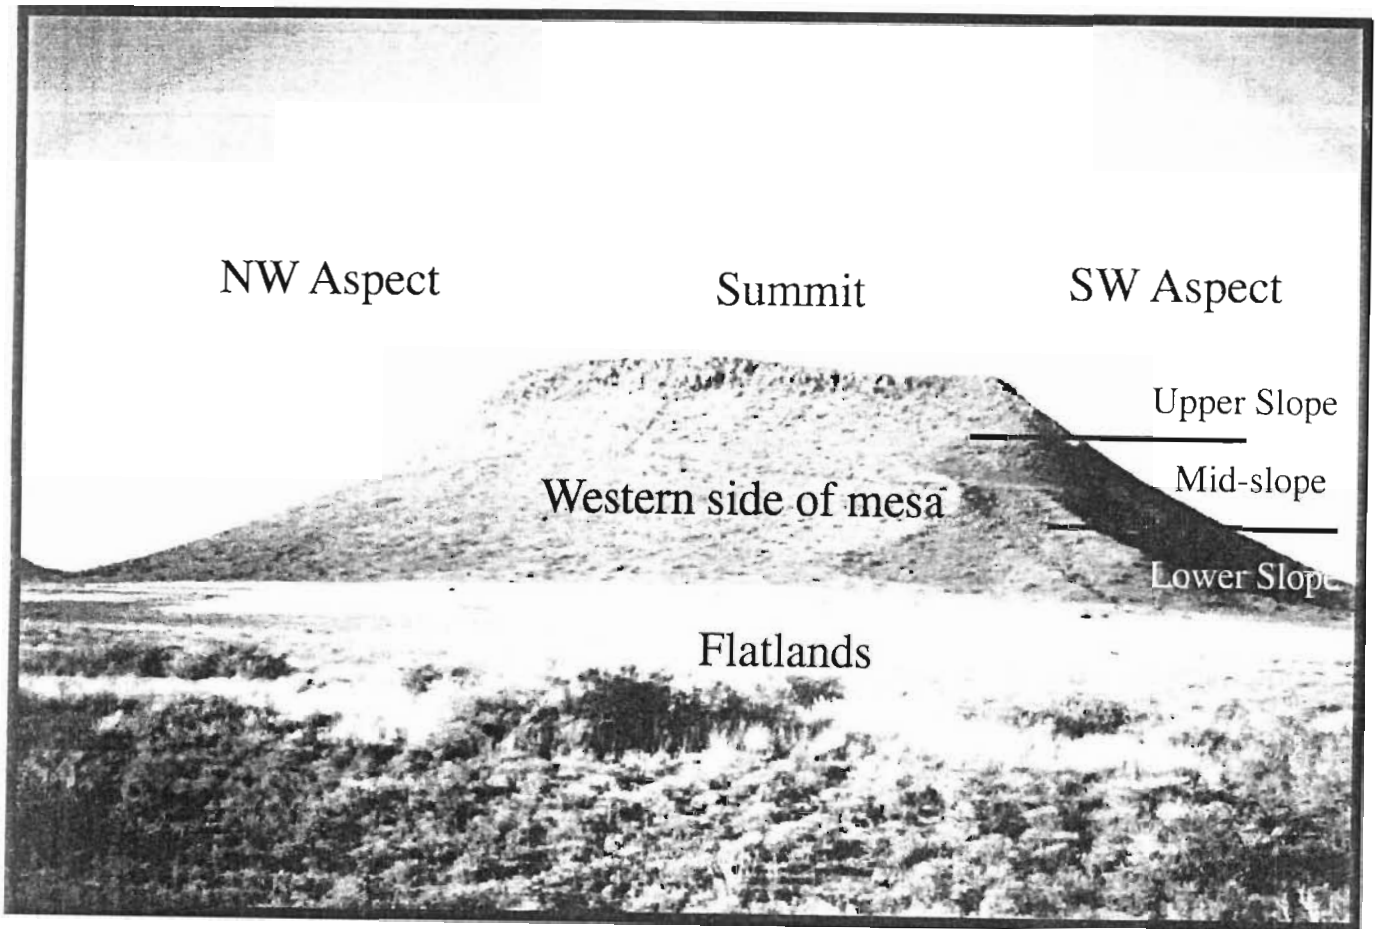 NW Aspect
Summit
SW Aspect
Upper Slope
Mid-slope
Western side of mesa
Lower Slope
Flatlands